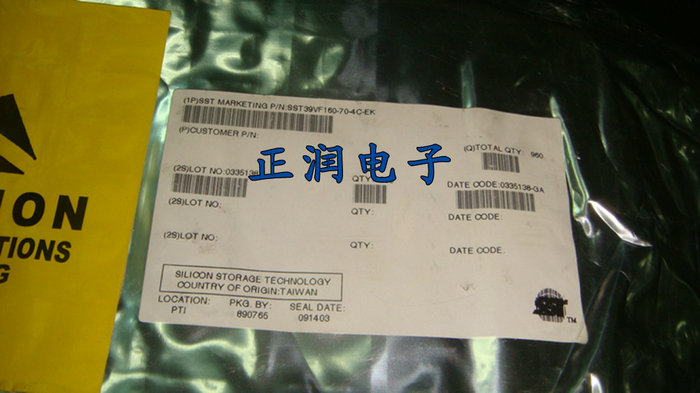 (1P)SST MARKETING P/N:SST39VF160-70-4C-EK
(P)CUSTOMER P/N:
(Q)TOTAL QTY: 960
正润电子
(2S)LOT NO:0335138
QTY:
DATE CODE:0335138-GA
(2S)LOT NO:
QTY:
DATE CODE:
(2S)LOT NO:
QTY:
DATE CODE:
SILICON STORAGE TECHNOLOGY
COUNTRY OF ORIGIN:TAIWAN
LOCATION: PKG. BY: SEAL DATE:
PTI 890765 091403
SST TM